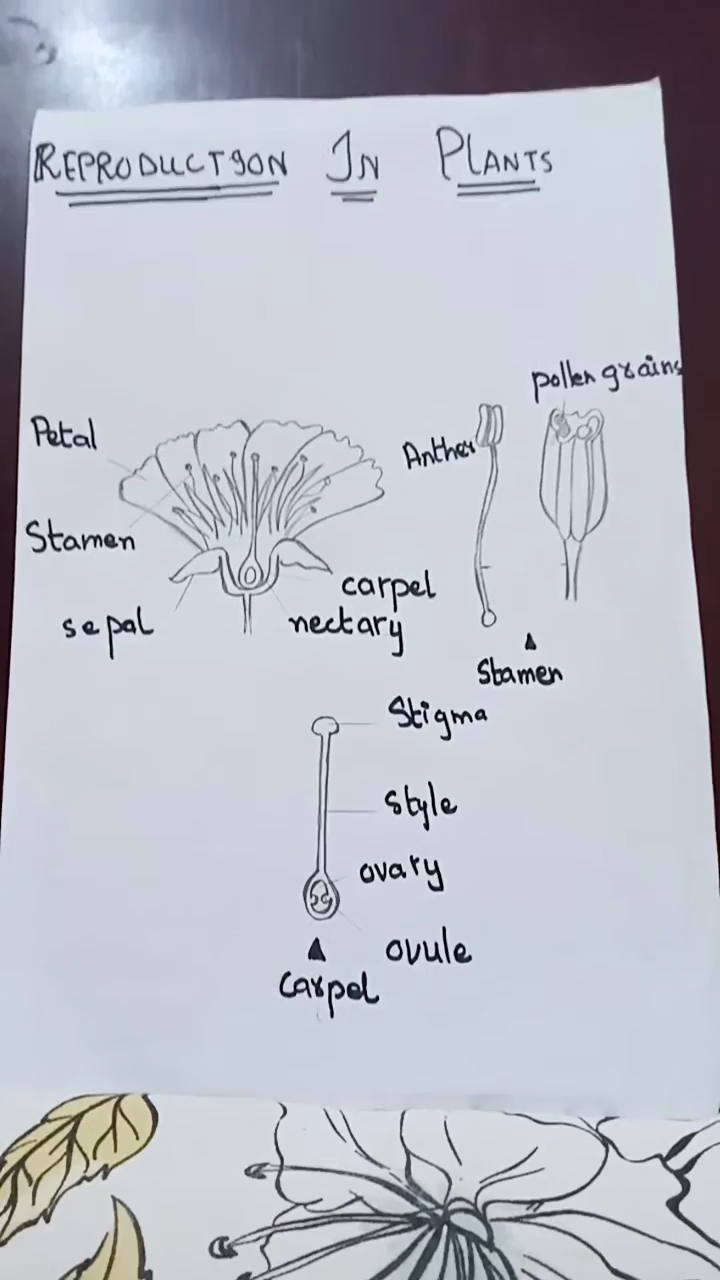 REPRODUCTION IN PLANTS
pollen grains
Petal
Anther
Stamen
carpel
sepal
nectary
Stamen
Stigma
Style
ovary
ovule
Carpel